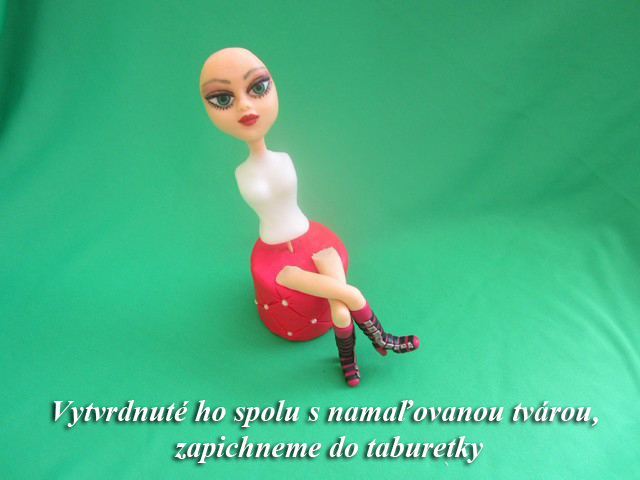 Vytvrdnuté ho spolu s namaľovanou tvárou,
zapichneme do taburetky